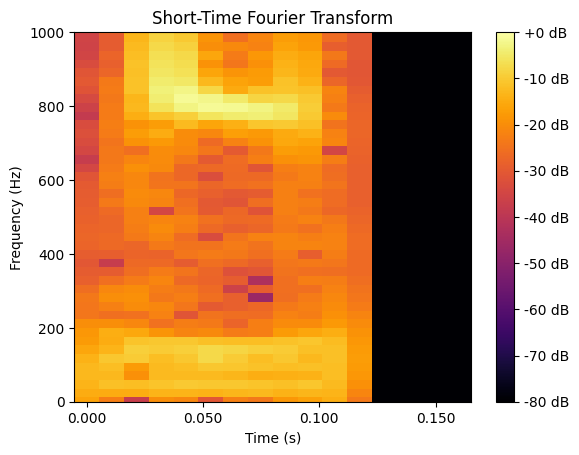 Short-Time Fourier Transform
1000
800
600
400
200
0
Frequency (Hz)
0.000
0.050
0.100
0.150
Time (s)
+0 dB
-10 dB
-20 dB
-30 dB
-40 dB
-50 dB
-60 dB
-70 dB
-80 dB